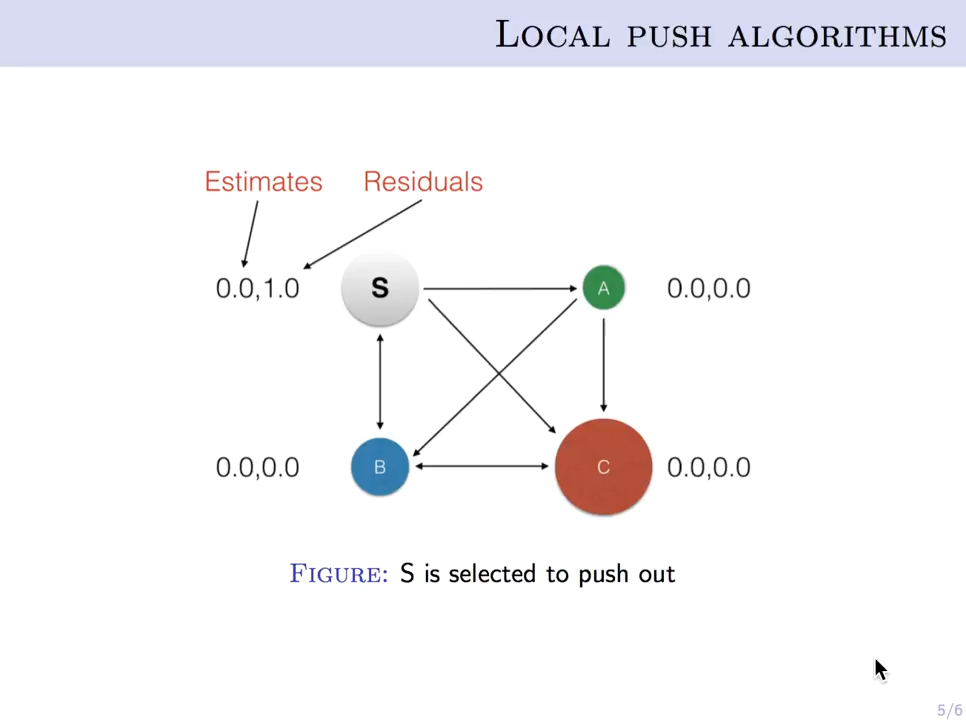 LOCAL PUSH ALGORITHMS
Estimates Residuals
0.0,1.0 S A 0.0,0.0
0.0,0.0 B C 0.0,0.0
FIGURE: S is selected to push out
5/6